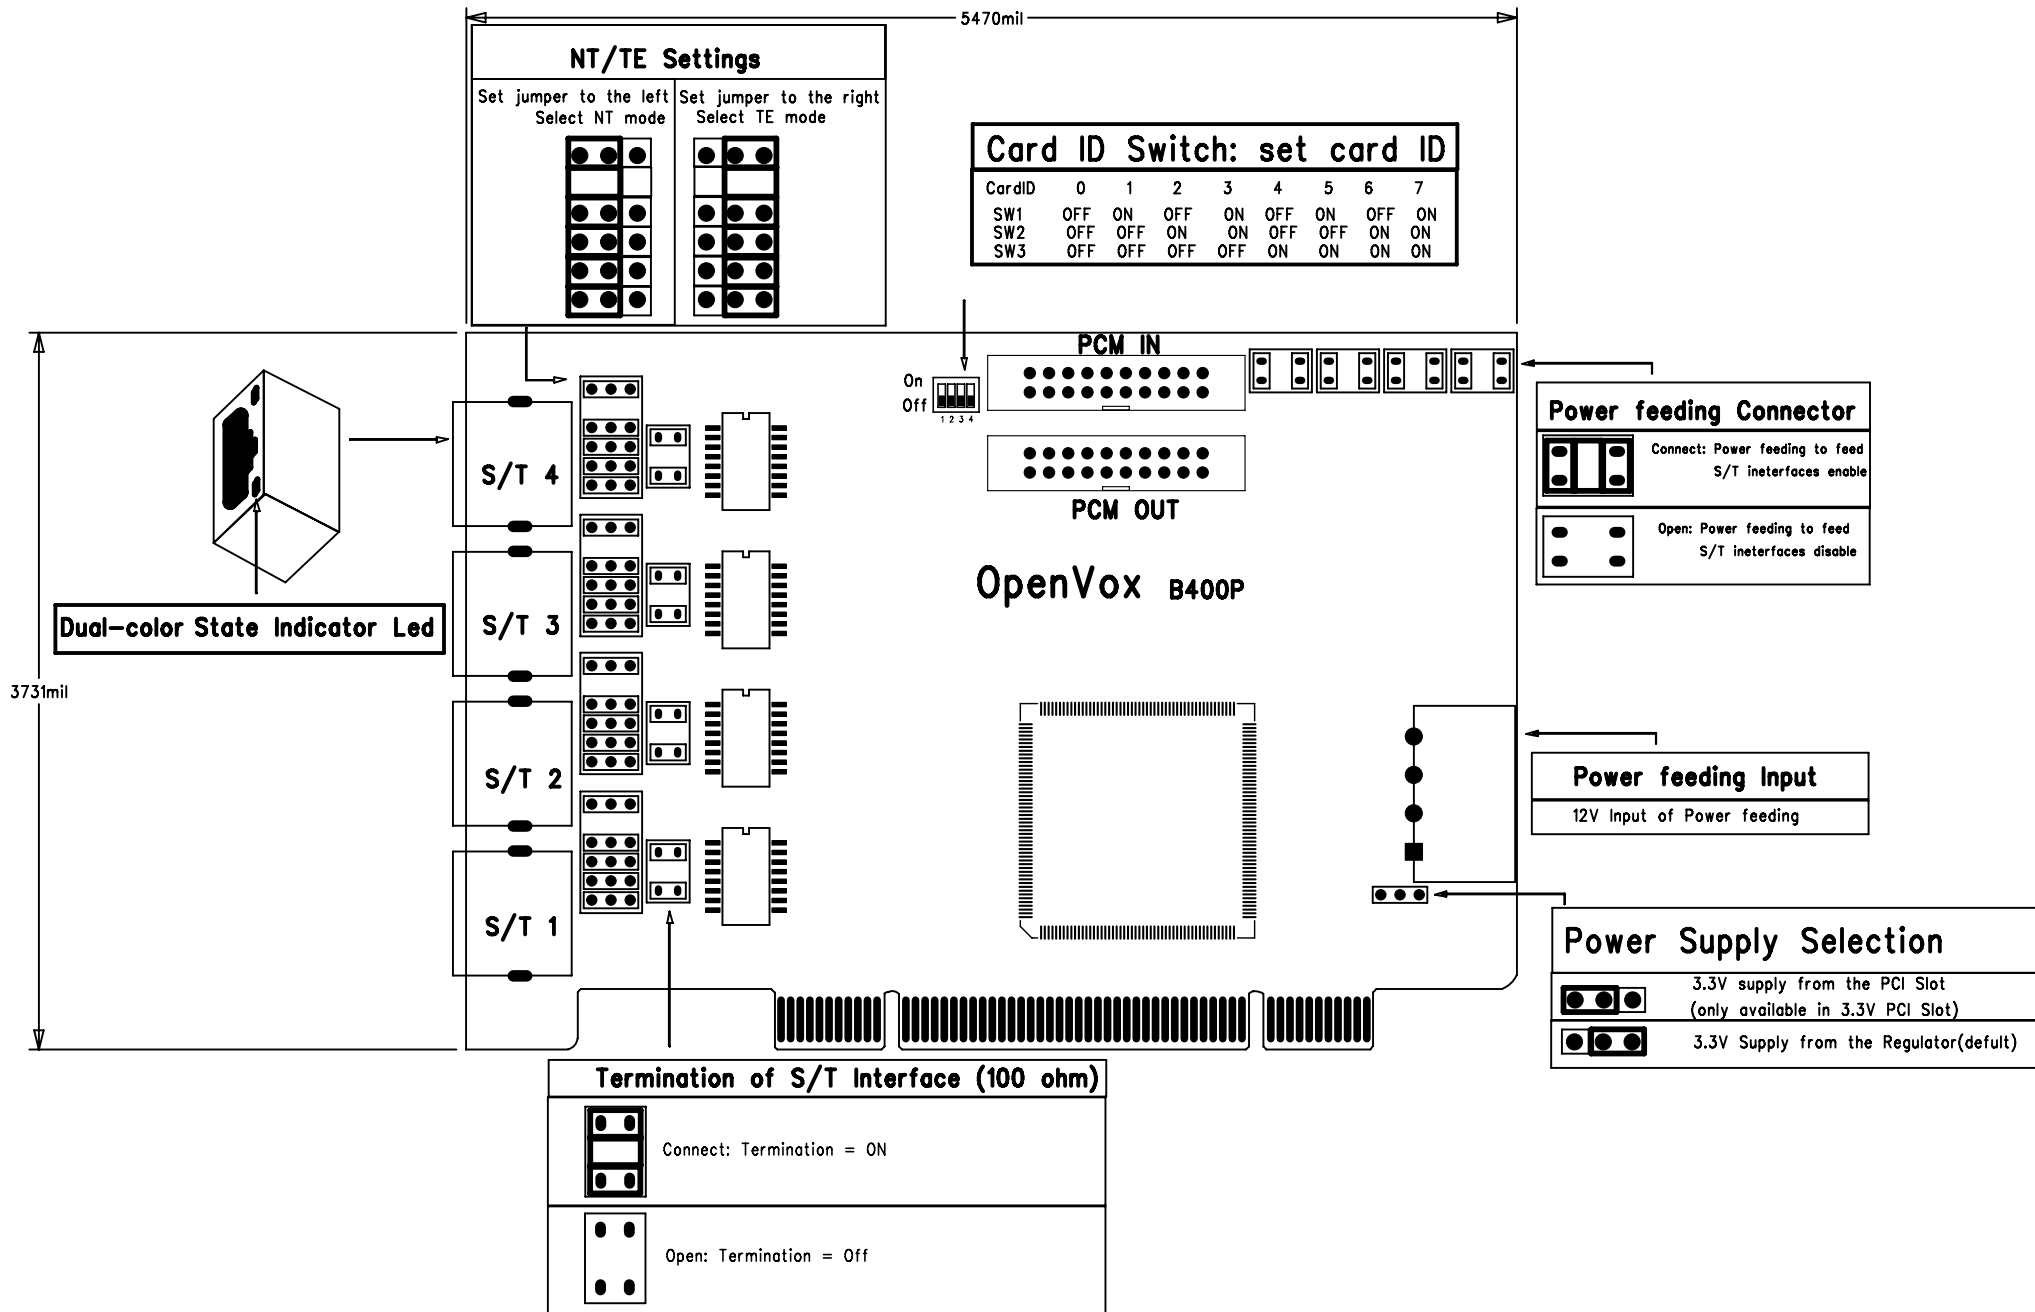 5470mil
NT/TE Settings
Set jumper to the left
Select NT mode
Set jumper to the right
Select TE mode
Card ID Switch: set card ID
CardID 0 1 2 3 4 5 6 7
SW1 OFF ON OFF ON OFF ON OFF ON
SW2 OFF OFF ON ON OFF OFF ON ON
SW3 OFF OFF OFF OFF ON ON ON ON
PCM IN
On
Off
1 2 3 4
PCM OUT
Power feeding Connector
Connect: Power feeding to feed
S/T ineterfaces enable
Open: Power feeding to feed
S/T ineterfaces disable
S/T 4
OpenVox B400P
Dual-color State Indicator Led
S/T 3
3731mil
S/T 2
Power feeding Input
12V Input of Power feeding
S/T 1
Power Supply Selection
3.3V supply from the PCI Slot
(only available in 3.3V PCI Slot)
3.3V Supply from the Regulator(defult)
Termination of S/T Interface (100 ohm)
Connect: Termination = ON
Open: Termination = Off